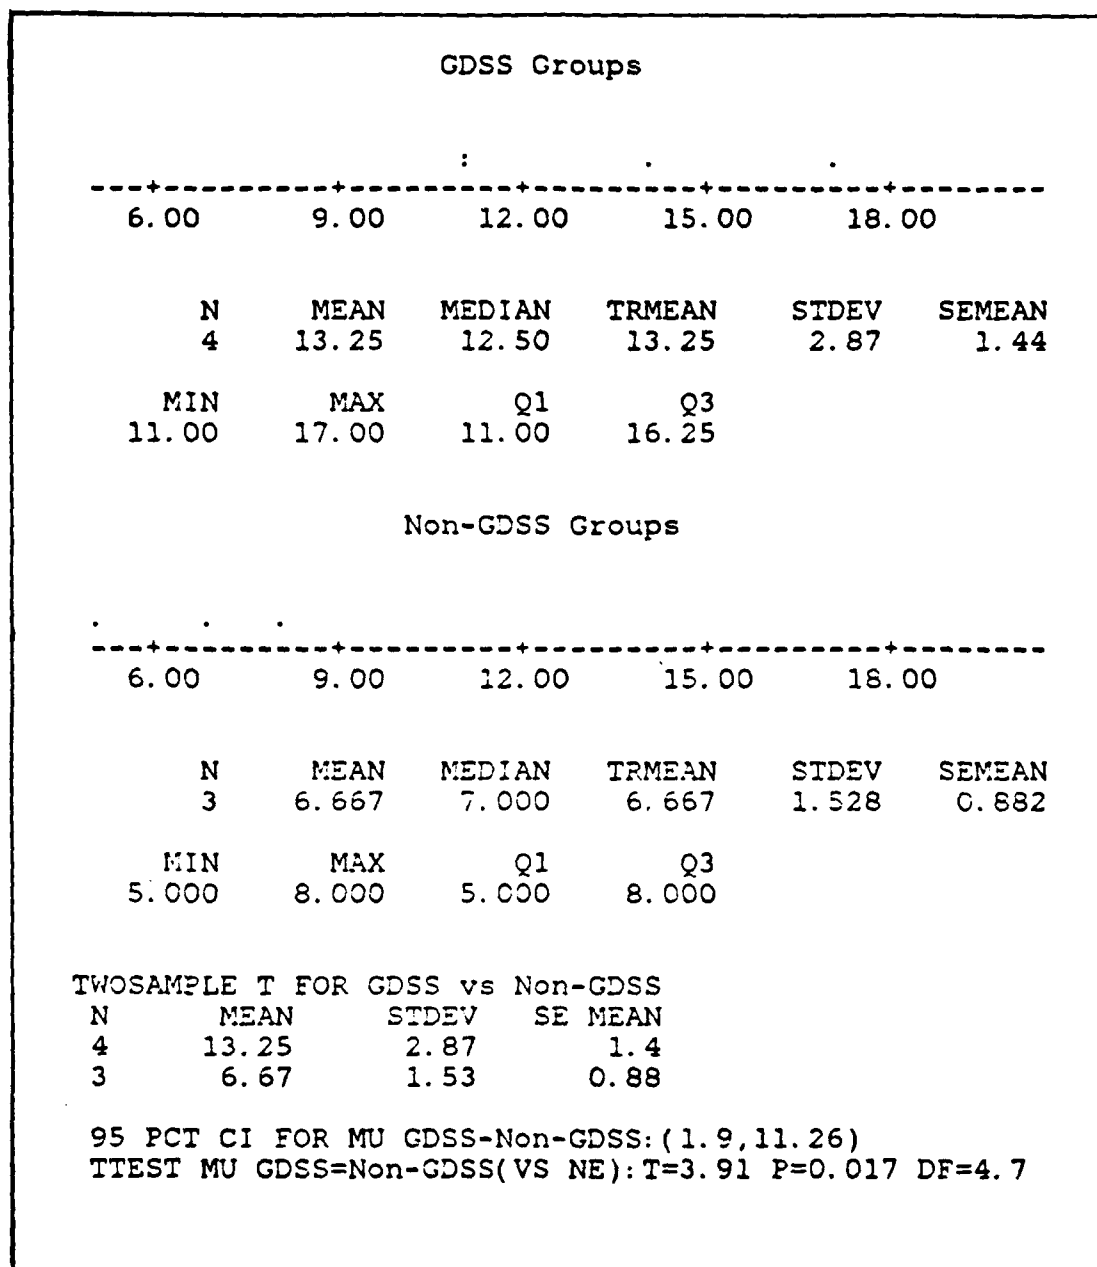 GDSS Groups
: . .
---+---------+---------+---------+---------+--------
6.00 9.00 12.00 15.00 18.00
N MEAN MEDIAN TRMEAN STDEV SEMEAN
4 13.25 12.50 13.25 2.87 1.44
MIN MAX Q1 Q3
11.00 17.00 11.00 16.25
Non-GDSS Groups
. . .
---+---------+---------+---------+---------+--------
6.00 9.00 12.00 15.00 18.00
N MEAN MEDIAN TRMEAN STDEV SEMEAN
3 6.667 7.000 6.667 1.528 0.882
MIN MAX Q1 Q3
5.000 8.000 5.000 8.000
TWOSAMPLE T FOR GDSS vs Non-GDSS
N MEAN STDEV SE MEAN
4 13.25 2.87 1.4
3 6.67 1.53 0.88
95 PCT CI FOR MU GDSS-Non-GDSS:(1.9,11.26)
TTEST MU GDSS=Non-GDSS(VS NE):T=3.91 P=0.017 DF=4.7